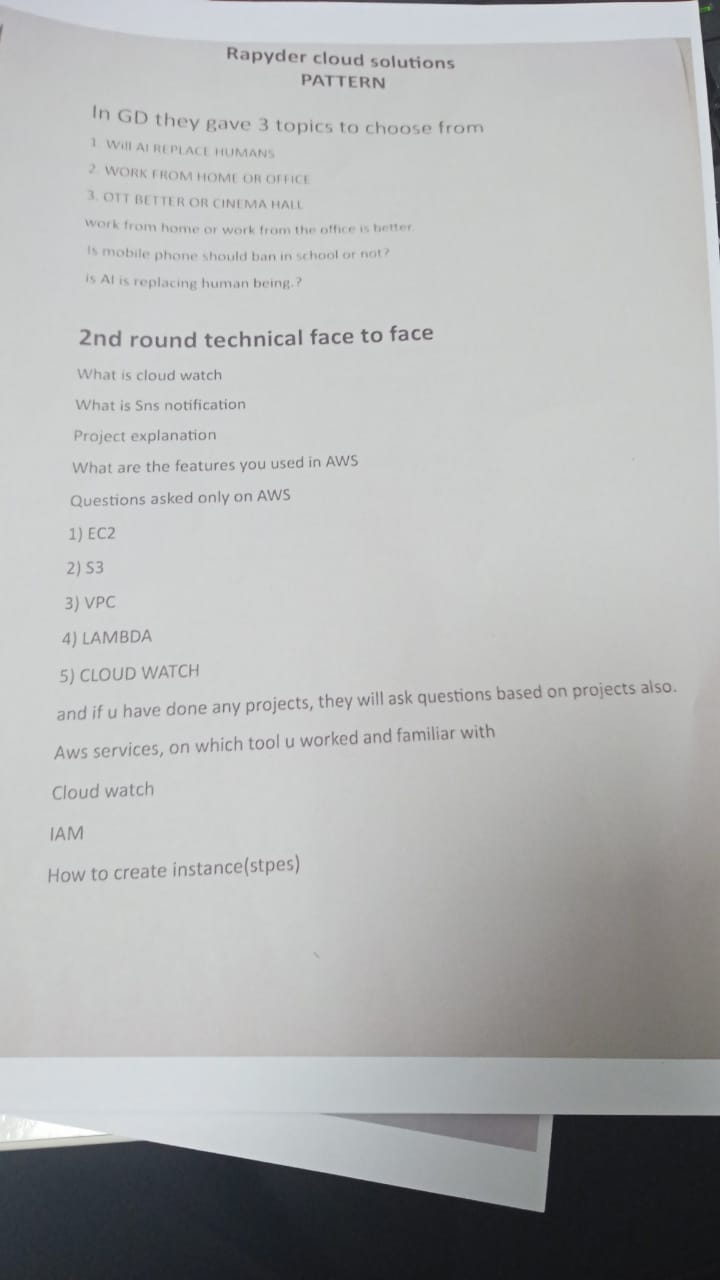 Rapyder cloud solutions
PATTERN
In GD they gave 3 topics to choose from
1. Will AI REPLACE HUMANS
2. WORK FROM HOME OR OFFICE
3. OTT BETTER OR CINEMA HALL
work from home or work from the office is better.
Is mobile phone should ban in school or not?
is AI is replacing human being.?
2nd round technical face to face
What is cloud watch
What is Sns notification
Project explanation
What are the features you used in AWS
Questions asked only on AWS
1) EC2
2) S3
3) VPC
4) LAMBDA
5) CLOUD WATCH
and if u have done any projects, they will ask questions based on projects also.
Aws services, on which tool u worked and familiar with
Cloud watch
IAM
How to create instance(stpes)